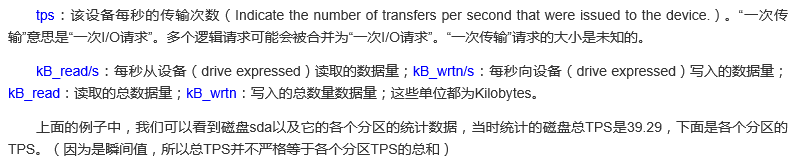 tps：该设备每秒的传输次数（Indicate the number of transfers per second that were issued to the device.）。“一次传
输”意思是“一次I/O请求”。多个逻辑请求可能会被合并为“一次I/O请求”。“一次传输”请求的大小是未知的。
kB_read/s：每秒从设备（drive expressed）读取的数据量；kB_wrtn/s：每秒向设备（drive expressed）写入的数据量；
kB_read：读取的总数据量；kB_wrtn：写入的总数量数据量；这些单位都为Kilobytes。
上面的例子中，我们可以看到磁盘sda以及它的各个分区的统计数据，当时统计的磁盘总TPS是39.29，下面是各个分区的
TPS。（因为是瞬间值，所以总TPS并不严格等于各个分区TPS的总和）